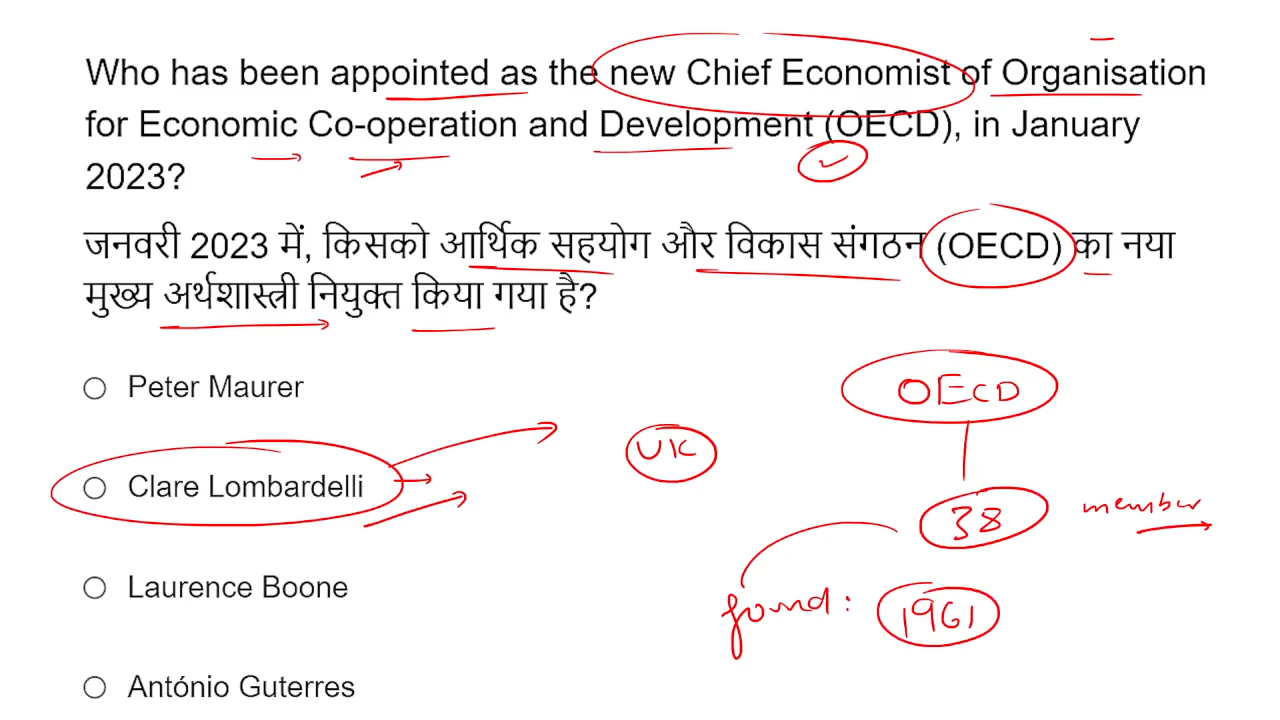 Who has been appointed as the new Chief Economist of Organisation
for Economic Co-operation and Development (OECD), in January
2023?
जनवरी 2023 में, किसको आर्थिक सहयोग और विकास संगठन (OECD) का नया
मुख्य अर्थशास्त्री नियुक्त किया गया है?
Peter Maurer
OECD
UK
Clare Lombardelli
38 member
Laurence Boone
found: 1961
António Guterres